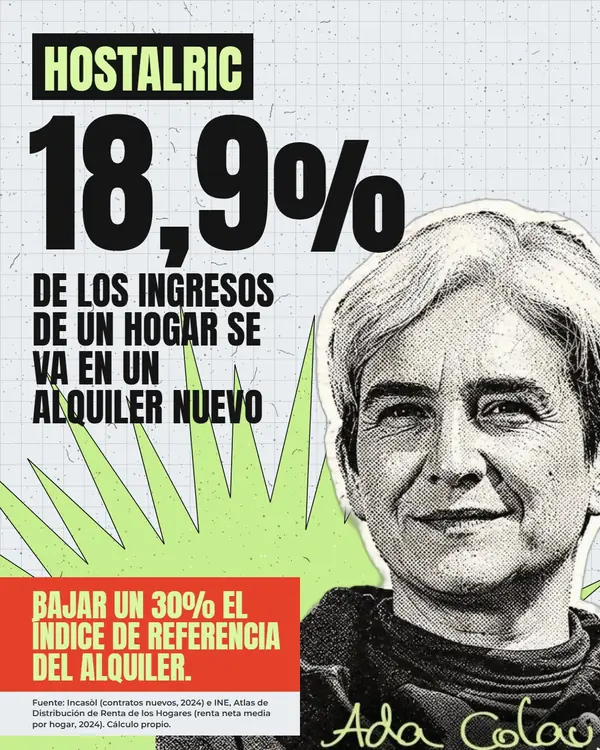 HOSTALRIC
18,9%
DE LOS INGRESOS
DE UN HOGAR SE
VA EN UN
ALQUILER NUEVO
BAJAR UN 30% EL
ÍNDICE DE REFERENCIA
DEL ALQUILER.
Fuente: Incasòl (contratos nuevos, 2024) e INE, Atlas de
Distribución de Renta de los Hogares (renta neta media
por hogar, 2024). Cálculo propio.
Ada Colau